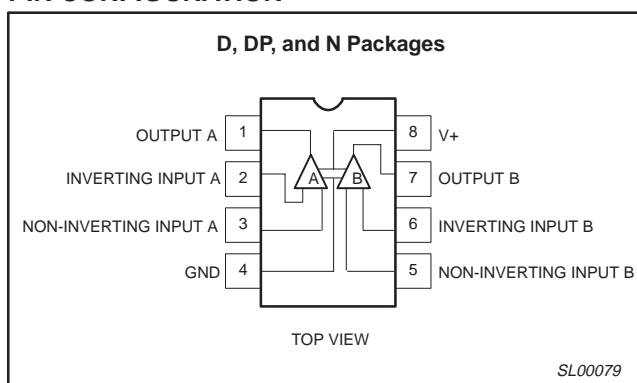 PIN CONFIGURATION
D, DP, and N Packages
OUTPUT A 1
INVERTING INPUT A 2
NON-INVERTING INPUT A 3
GND 4
8 V+
7 OUTPUT B
6 INVERTING INPUT B
5 NON-INVERTING INPUT B
A B
TOP VIEW
SL00079